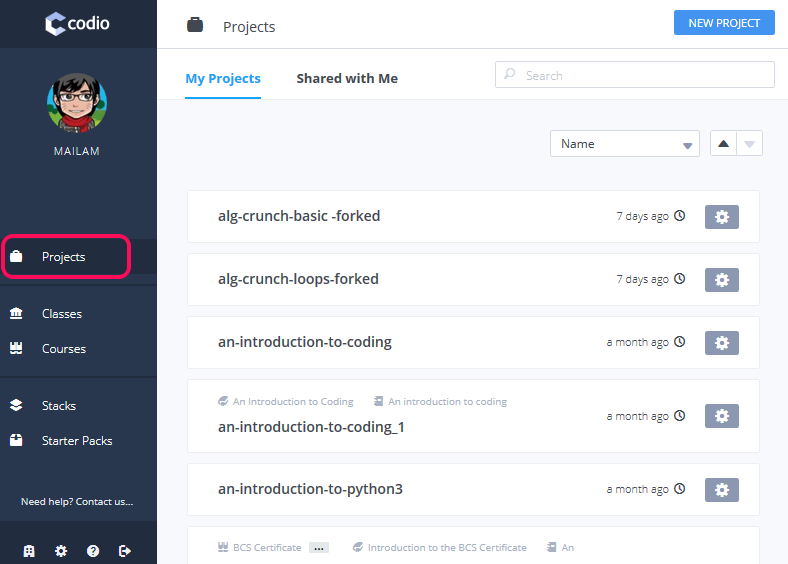 codio
MAILAM
Projects
Classes
Courses
Stacks
Starter Packs
Need help? Contact us...
Projects
NEW PROJECT
My Projects
Shared with Me
Search
Name
alg-crunch-basic -forked
7 days ago
alg-crunch-loops-forked
7 days ago
an-introduction-to-coding
a month ago
An Introduction to Coding An introduction to coding
an-introduction-to-coding_1
a month ago
an-introduction-to-python3
a month ago
BCS Certificate ... Introduction to the BCS Certificate An